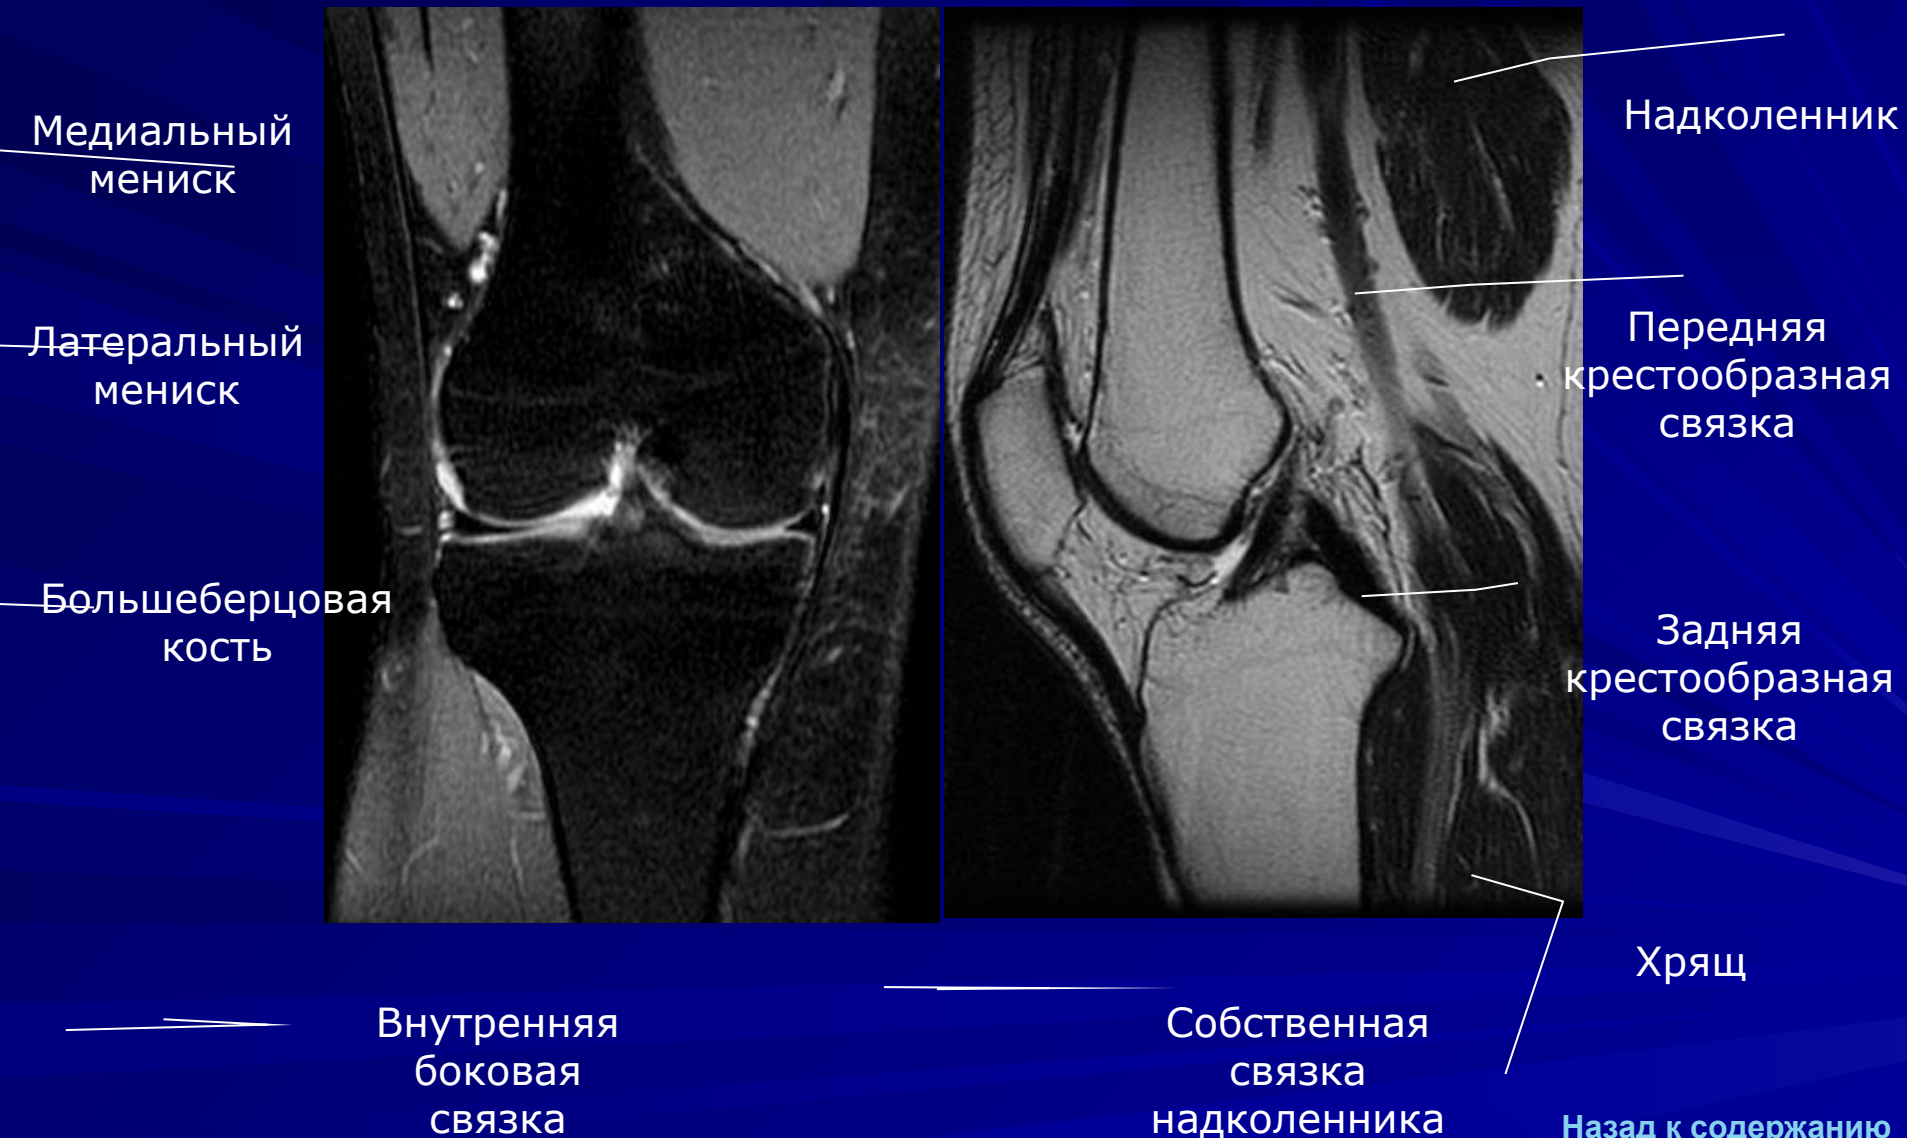 Медиальный
мениск
Латеральный
мениск
Большеберцовая
кость
Надколенник
Передняя
крестообразная
связка
Задняя
крестообразная
связка
Хрящ
Внутренняя
боковая
связка
Собственная
связка
надколенника
Назад к содержанию